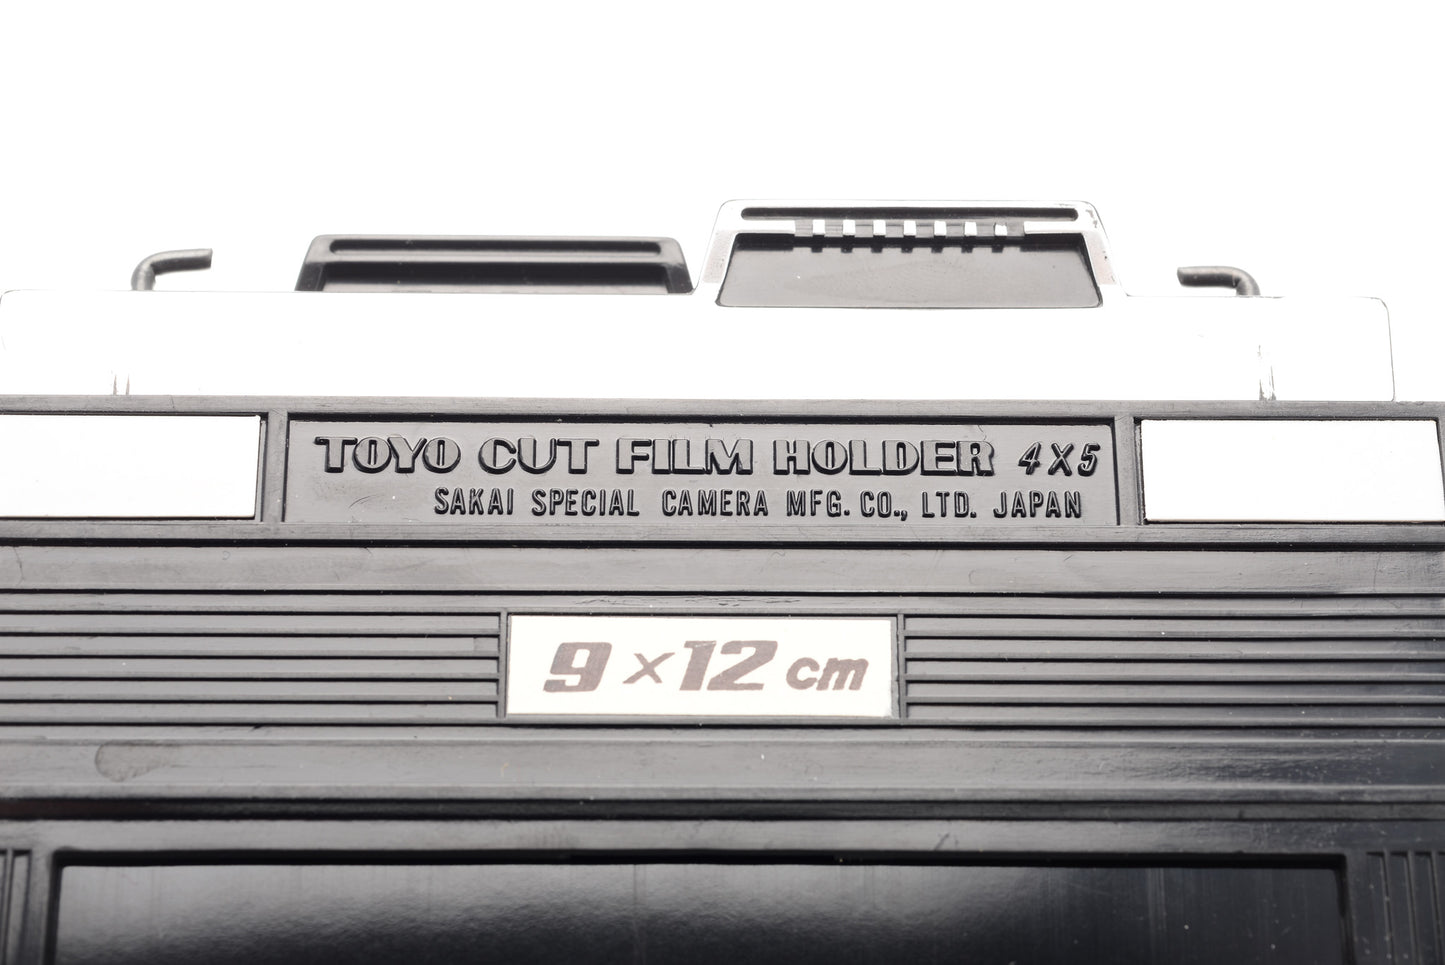 TOYO CUT FILM HOLDER 4X5
SAKAI SPECIAL CAMERA MFG. CO., LTD. JAPAN
9 x 12 cm